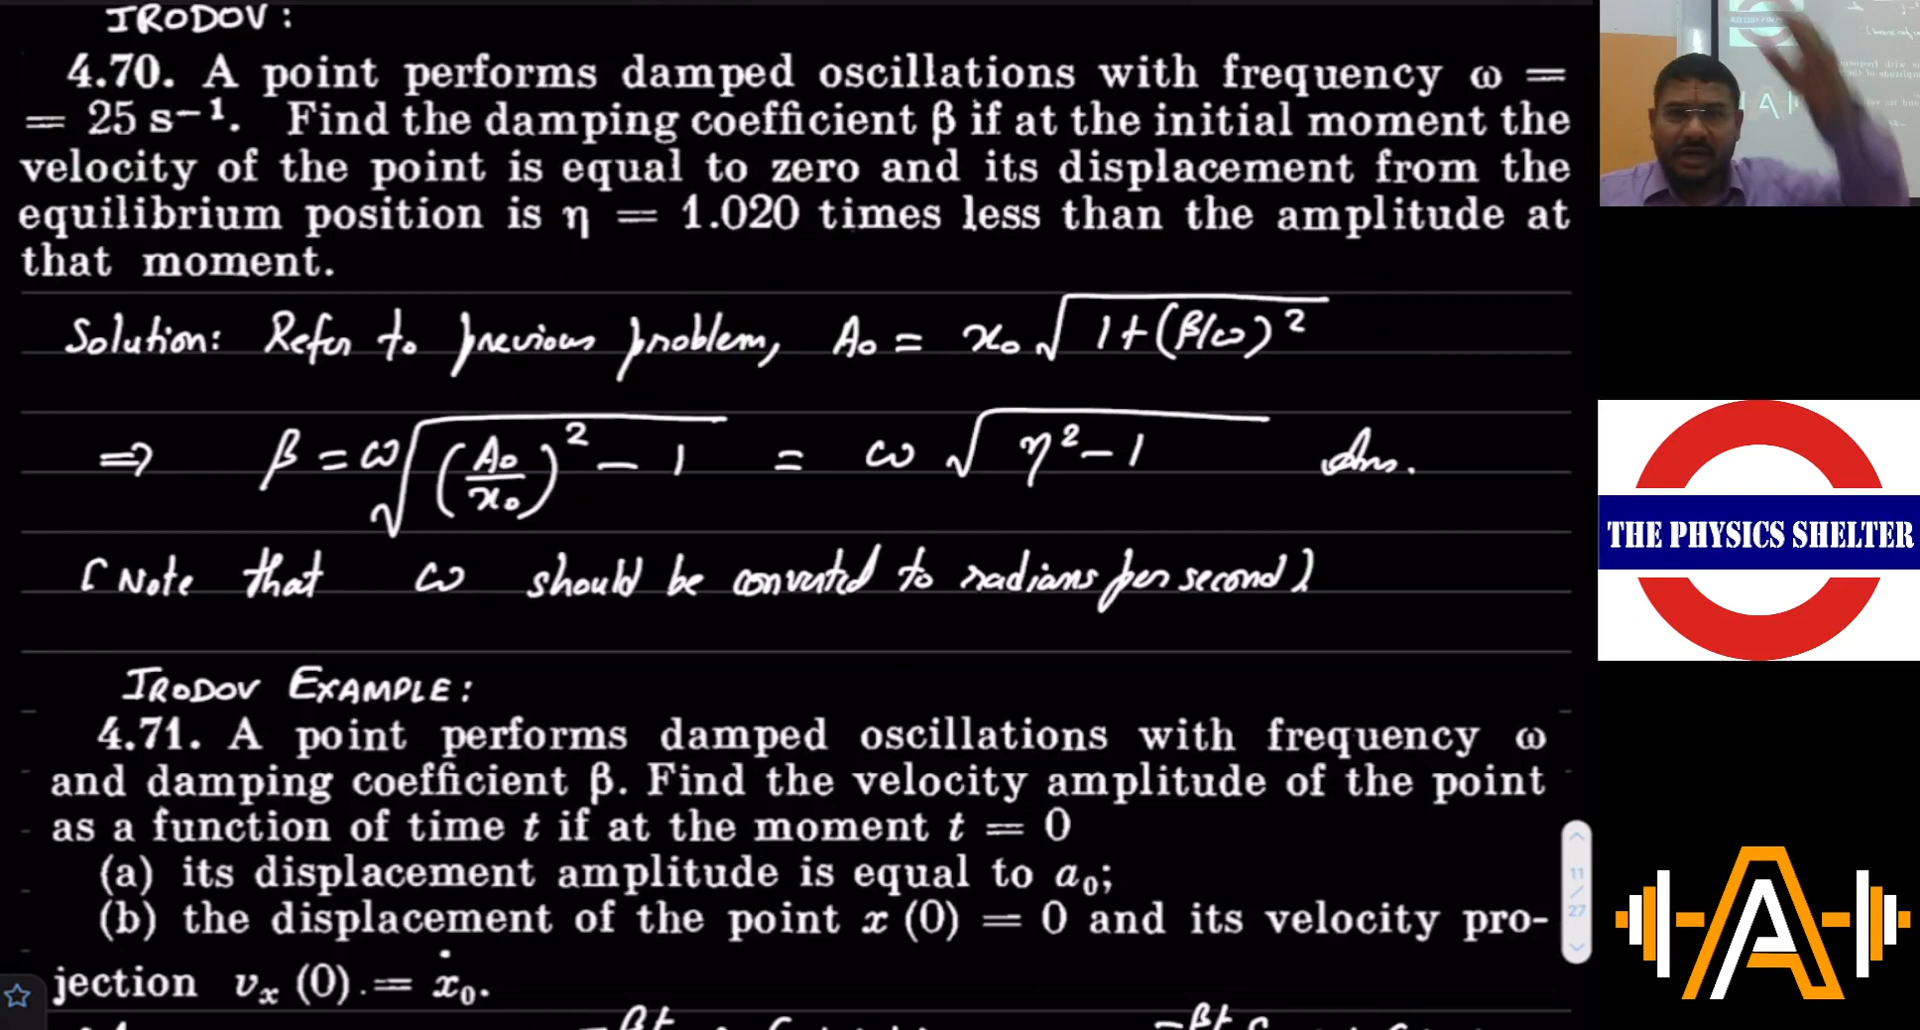 IRODOV:
4.70. A point performs damped oscillations with frequency ω =
= 25 s⁻¹. Find the damping coefficient β if at the initial moment the
velocity of the point is equal to zero and its displacement from the
equilibrium position is η = 1.020 times less than the amplitude at
that moment.
Solution: Refer to previous problem, A₀ = x₀ √(1+(β/ω)²)
⇒ β = ω√((A₀/x₀)² − 1) = ω √(η² − 1) Ans.
[Note that ω should be converted to radians per second]
IRODOV EXAMPLE:
4.71. A point performs damped oscillations with frequency ω
and damping coefficient β. Find the velocity amplitude of the point
as a function of time t if at the moment t = 0
(a) its displacement amplitude is equal to a₀;
(b) the displacement of the point x (0) = 0 and its velocity pro-
jection vₓ (0) = ẋ₀.
11
/
27
THE PHYSICS SHELTER
A